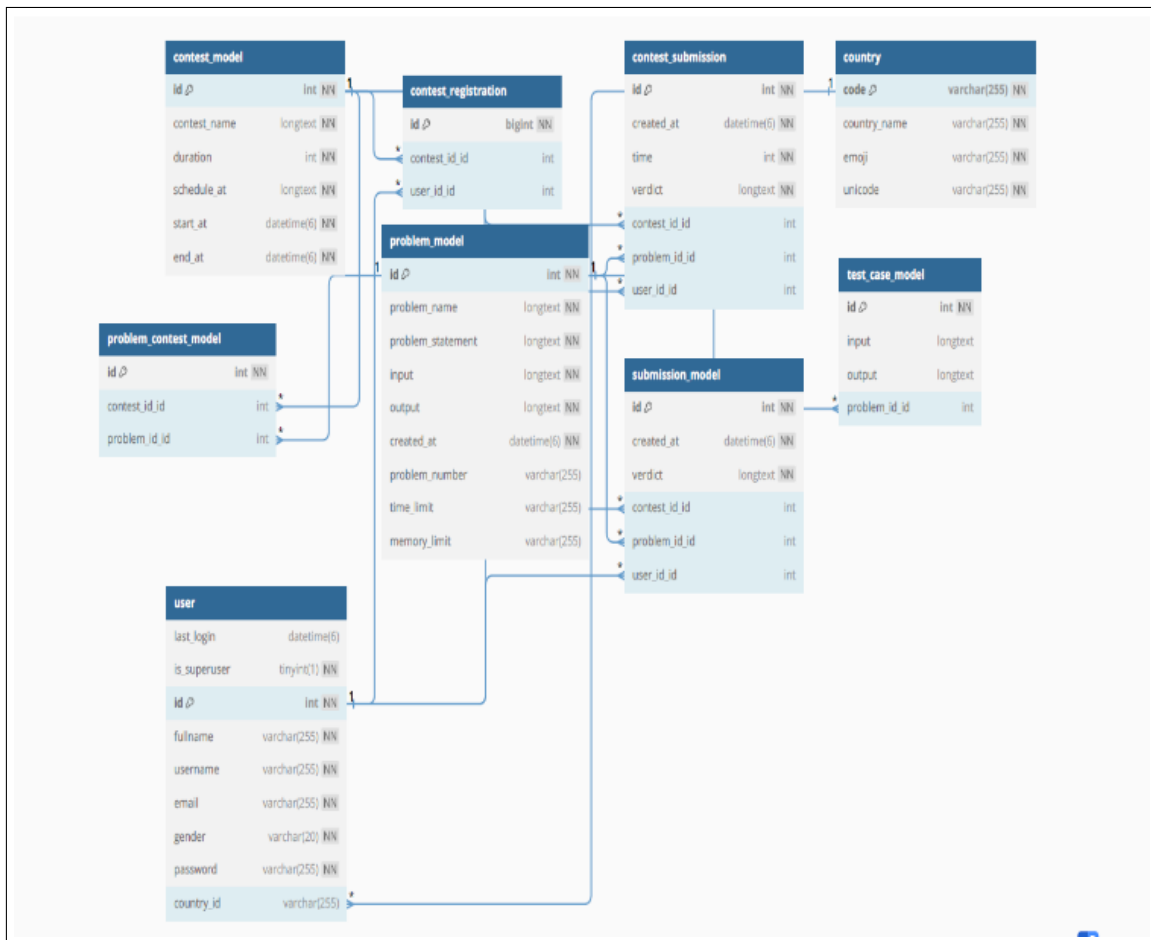 contest_model
id int NN
contest_name longtext NN
duration int NN
schedule_at longtext NN
start_at datetime(6) NN
end_at datetime(6) NN
1
contest_registration
id bigint NN
* contest_id_id int
* user_id_id int
contest_submission
id int NN
created_at datetime(6) NN
time int NN
verdict longtext NN
* contest_id_id int
* problem_id_id int
* user_id_id int
1
country
code varchar(255) NN
country_name varchar(255) NN
emoji varchar(255) NN
unicode varchar(255) NN
problem_model
1
id int NN
1
problem_name longtext NN
problem_statement longtext NN
input longtext NN
output longtext NN
created_at datetime(6) NN
problem_number varchar(255)
time_limit varchar(255)
memory_limit varchar(255)
test_case_model
id int NN
input longtext
output longtext
* problem_id_id int
problem_contest_model
id int NN
contest_id_id int *
problem_id_id int *
submission_model
id int NN
created_at datetime(6) NN
verdict longtext NN
* contest_id_id int
* problem_id_id int
* user_id_id int
user
last_login datetime(6)
is_superuser tinyint(1) NN
id int NN 1
fullname varchar(255) NN
username varchar(255) NN
email varchar(255) NN
gender varchar(20) NN
password varchar(255) NN
country_id varchar(255) *